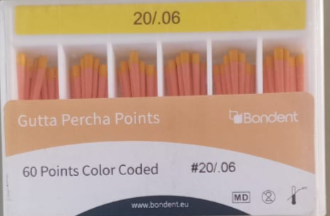 20/.06
Gutta Percha Points
Bondent
60 Points Color Coded
#20/.06
MD
www.bondent.eu